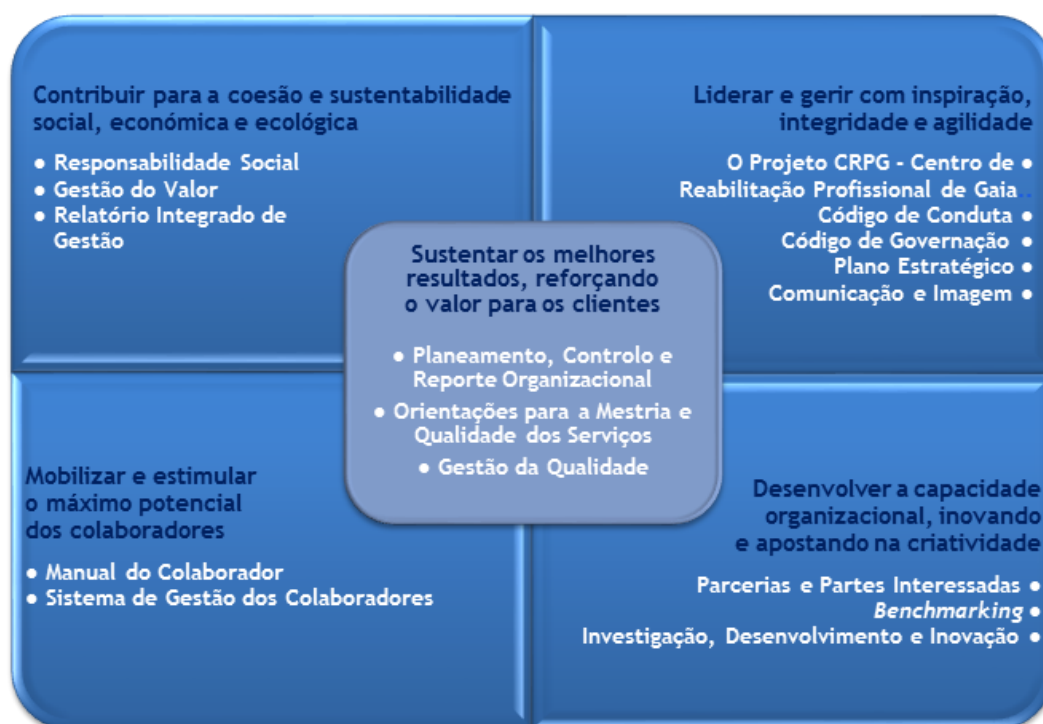 Contribuir para a coesão e sustentabilidade
social, económica e ecológica
● Responsabilidade Social
● Gestão do Valor
● Relatório Integrado de
Gestão
Liderar e gerir com inspiração,
integridade e agilidade
O Projeto CRPG - Centro de ●
Reabilitação Profissional de Gaia..
Código de Conduta ●
Código de Governação ●
Plano Estratégico ●
Comunicação e Imagem ●
Sustentar os melhores
resultados, reforçando
o valor para os clientes
● Planeamento, Controlo e
Reporte Organizacional
● Orientações para a Mestria e
Qualidade dos Serviços
● Gestão da Qualidade
Mobilizar e estimular
o máximo potencial
dos colaboradores
● Manual do Colaborador
● Sistema de Gestão dos Colaboradores
Desenvolver a capacidade
organizacional, inovando
e apostando na criatividade
Parcerias e Partes Interessadas ●
Benchmarking ●
Investigação, Desenvolvimento e Inovação ●